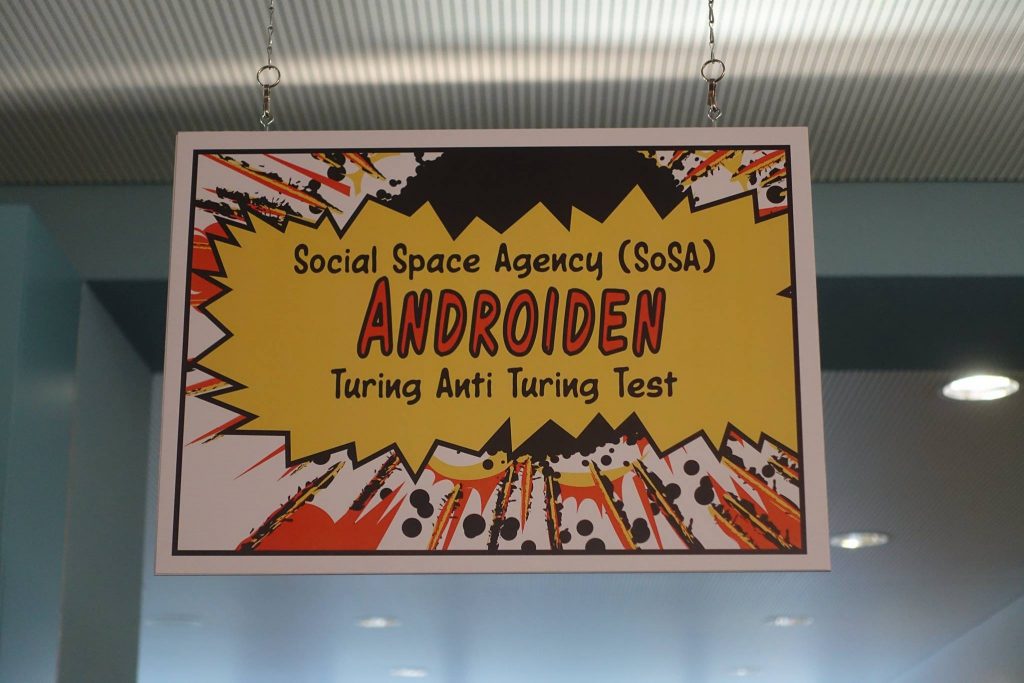 Social Space Agency (SoSA)
ANDROIDEN
Turing Anti Turing Test